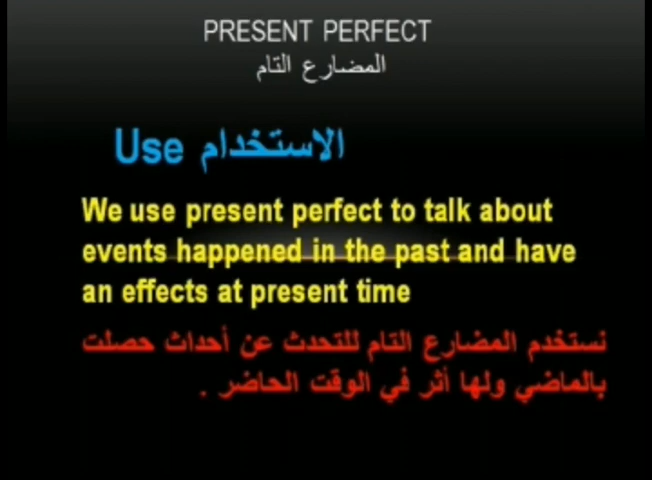 PRESENT PERFECT
المضارع التام
Use الاستخدام
We use present perfect to talk about
events happened in the past and have
an effects at present time
نستخدم المضارع التام للتحدث عن أحداث حصلت
بالماضي ولها أثر في الوقت الحاضر .